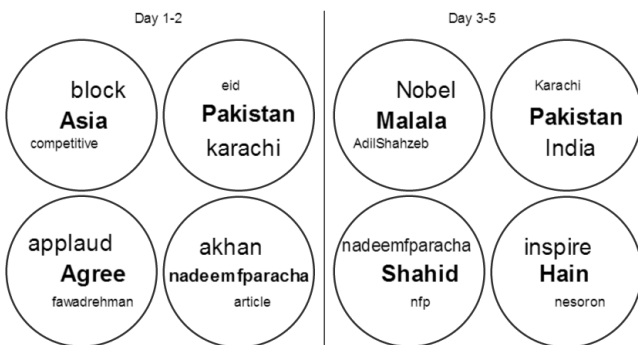 Day 1-2
block
Asia
competitive
eid
Pakistan
karachi
applaud
Agree
fawadrehman
akhan
nadeemfparacha
article
Day 3-5
Nobel
Malala
AdilShahzeb
Karachi
Pakistan
India
nadeemfparacha
Shahid
nfp
inspire
Hain
nesoron